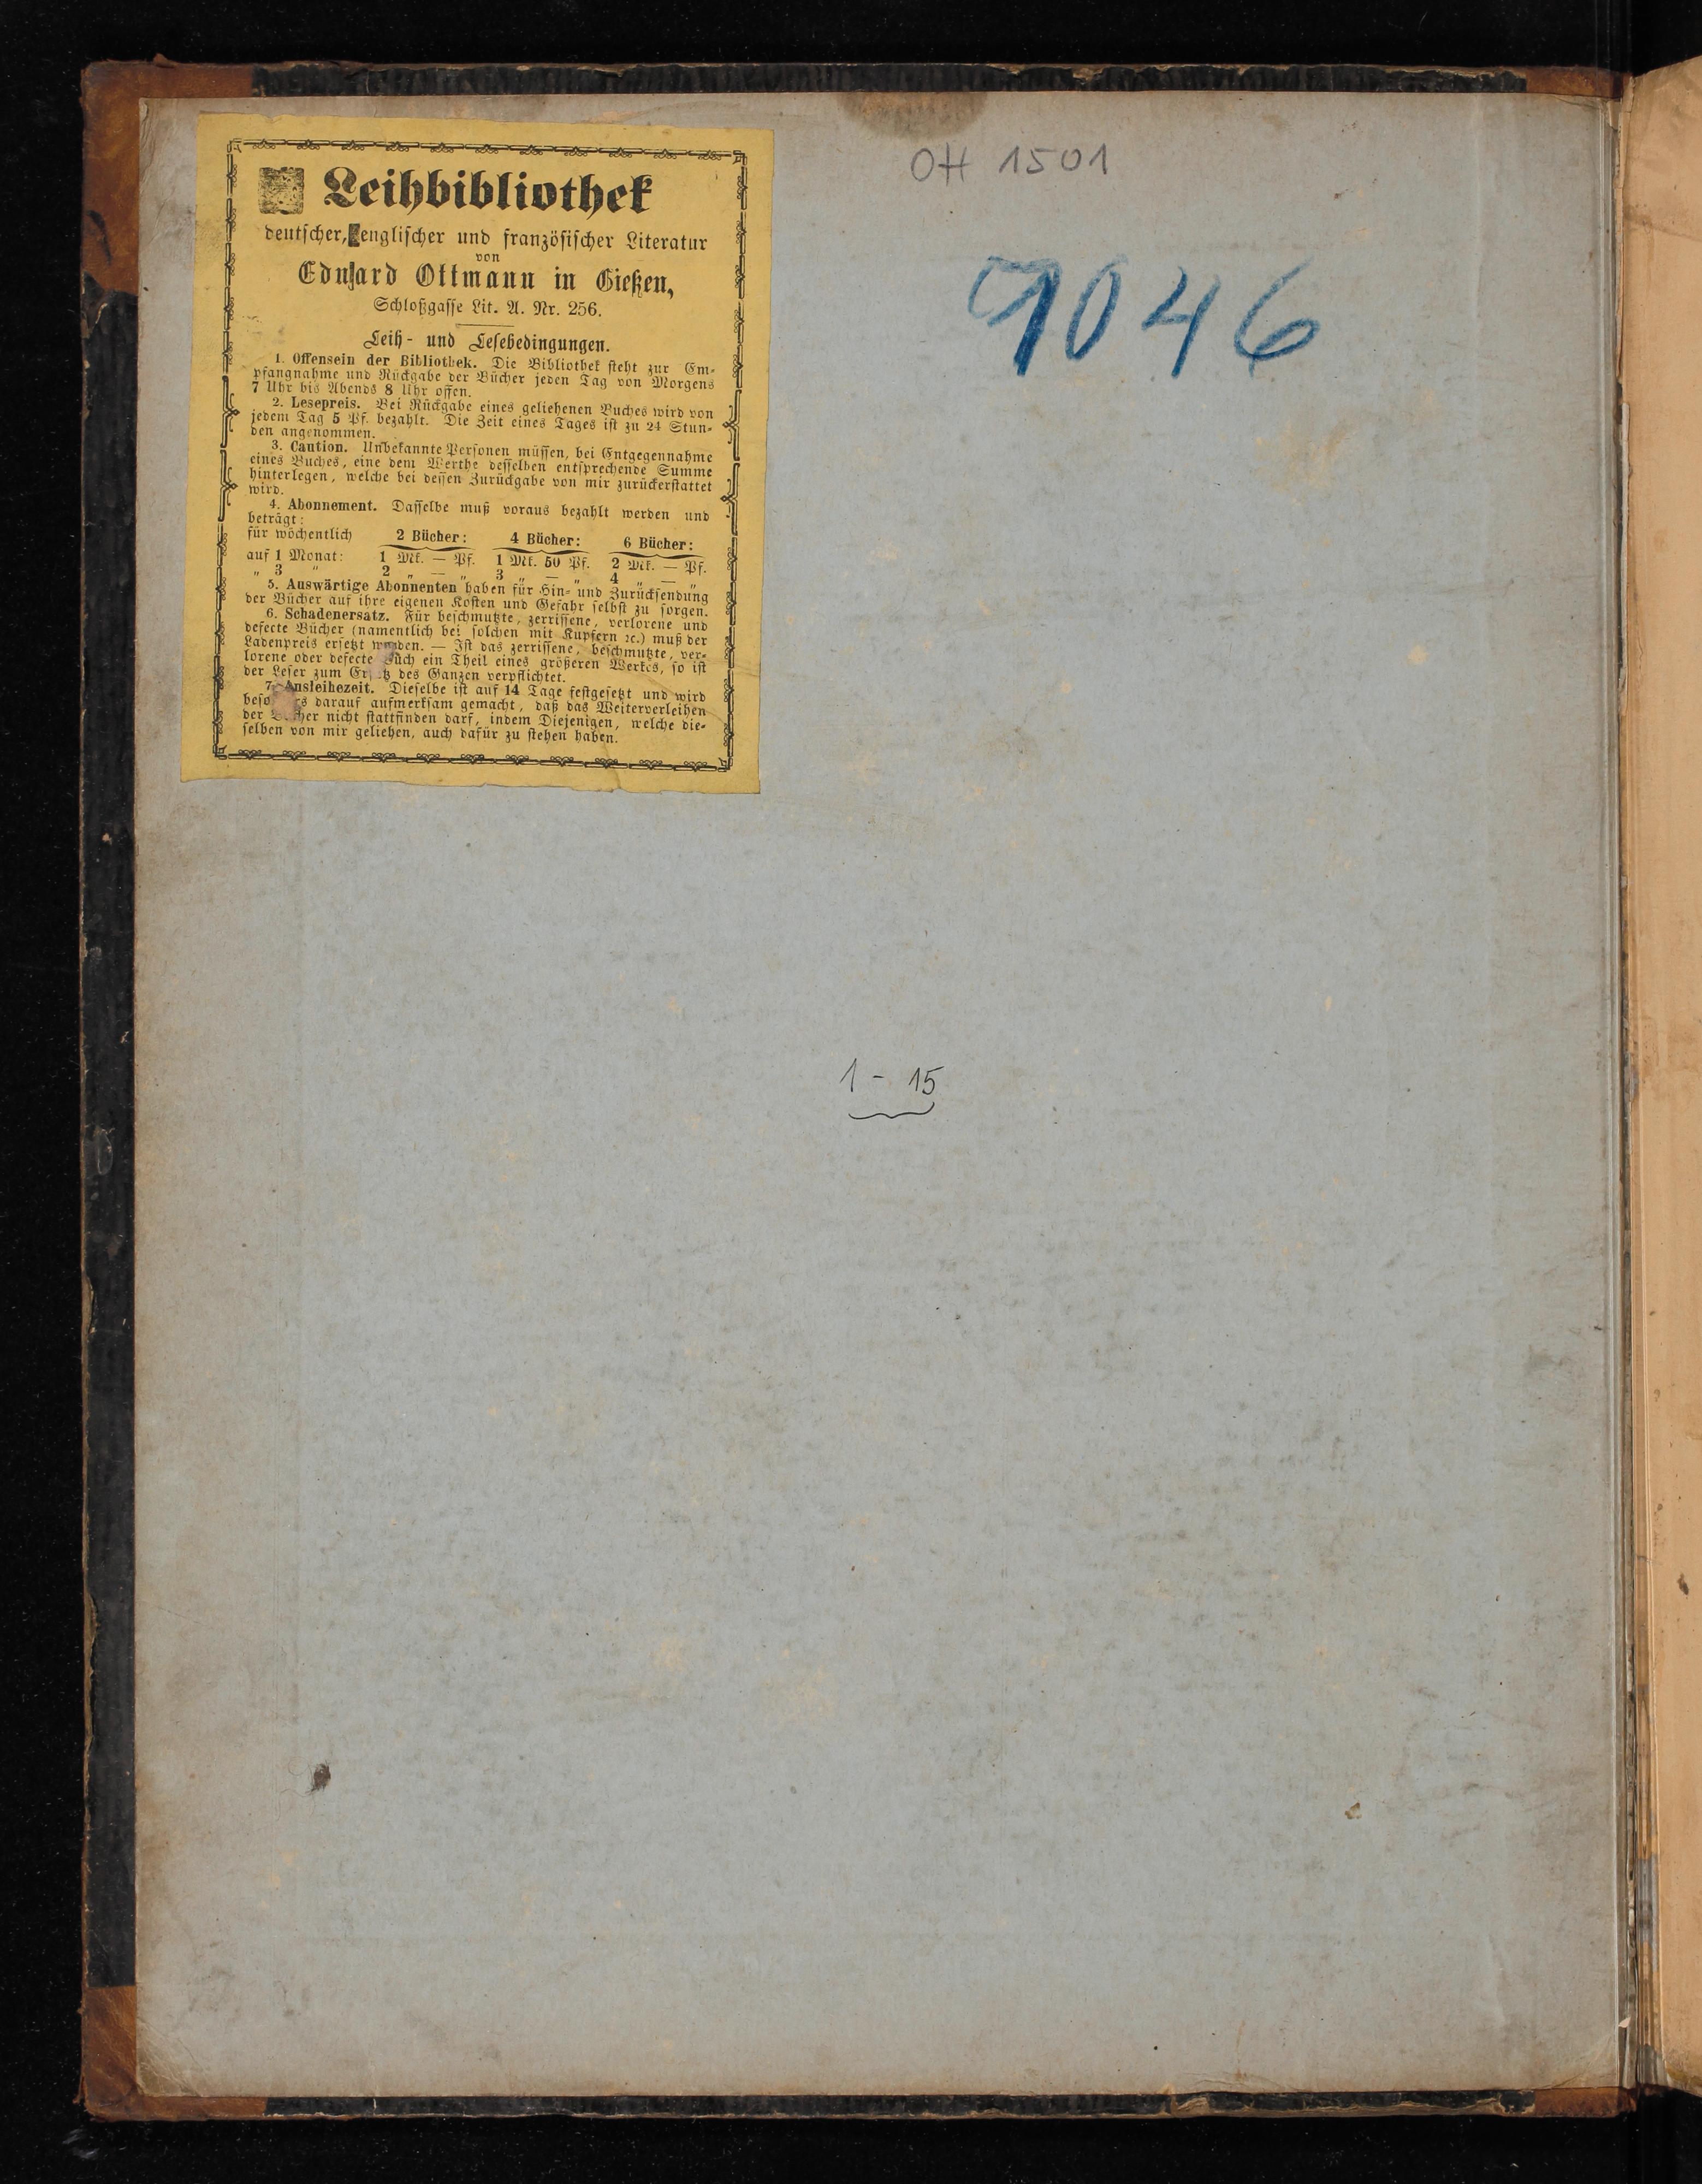 Leihbibliothek
deutscher, englischer und französischer Literatur
von
Eduard Ottmann in Gießen,
Schloßgasse Lit. A. Nr. 256.
Leih- und Lesebedingungen.
1. Offensein der Bibliothek. Die Bibliothek steht zur Em-
pfangnahme und Rückgabe der Bücher jeden Tag von Morgens
7 Uhr bis Abends 8 Uhr offen.
2. Lesepreis. Bei Rückgabe eines geliehenen Buches wird von
jedem Tag 5 Pf. bezahlt. Die Zeit eines Tages ist zu 24 Stun-
den angenommen.
3. Caution. Unbekannte Personen müssen, bei Entgegennahme
eines Buches, eine dem Werthe desselben entsprechende Summe
hinterlegen, welche bei dessen Zurückgabe von mir zurückerstattet
wird.
4. Abonnement. Dasselbe muß voraus bezahlt werden und
beträgt:
für wöchentlich 2 Bücher: 4 Bücher: 6 Bücher:
auf 1 Monat: 1 Mk. — Pf. 1 Mk. 50 Pf. 2 Mk. — Pf.
„ 3 „ 2 „ — „ 3 „ — „ 4 „ — „
5. Auswärtige Abonnenten haben für Hin- und Zurücksendung
der Bücher auf ihre eigenen Kosten und Gefahr selbst zu sorgen.
6. Schadenersatz. Für beschmutzte, zerrissene, verlorene und
defecte Bücher (namentlich bei solchen mit Kupfern ꝛc.) muß der
Ladenpreis ersetzt werden. — Ist das zerrissene, beschmutzte, ver-
lorene oder defecte Buch ein Theil eines größeren Werkes, so ist
der Leser zum Ersatz des Ganzen verpflichtet.
7. Ausleihezeit. Dieselbe ist auf 14 Tage festgesetzt und wird
besonders darauf aufmerksam gemacht, daß das Weiterverleihen
der Bücher nicht stattfinden darf, indem Diejenigen, welche die-
selben von mir geliehen, auch dafür zu stehen haben.
OH 1501
1046
1 - 15